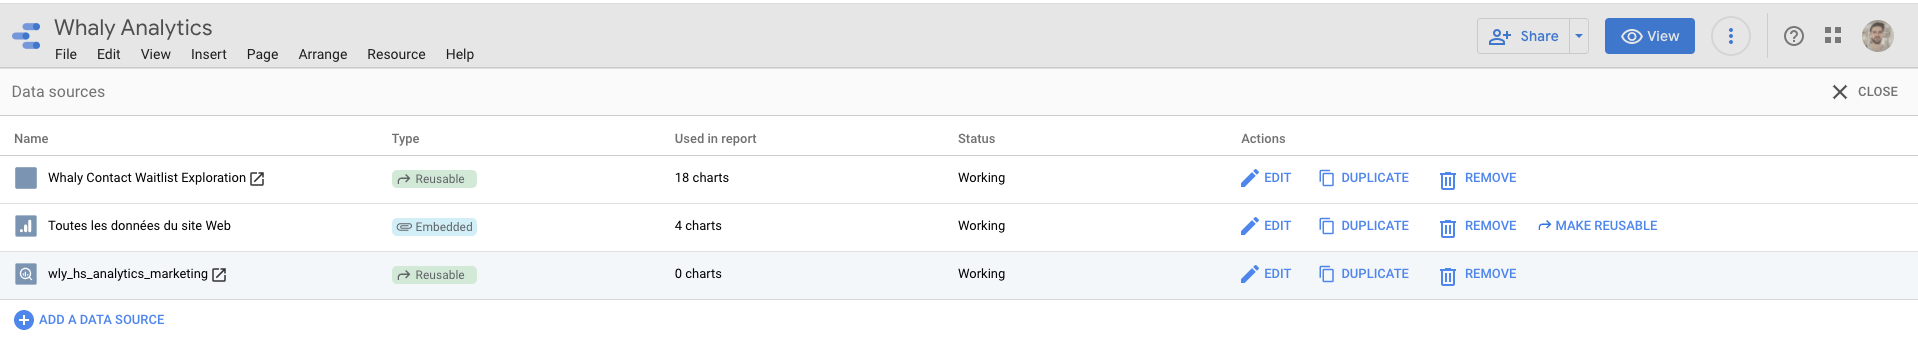 Whaly Analytics
File Edit View Insert Page Arrange Resource Help
Share View
Data sources
CLOSE
Name Type Used in report Status Actions
Whaly Contact Waitlist Exploration Reusable 18 charts Working EDIT DUPLICATE REMOVE
Toutes les données du site Web Embedded 4 charts Working EDIT DUPLICATE REMOVE MAKE REUSABLE
wly_hs_analytics_marketing Reusable 0 charts Working EDIT DUPLICATE REMOVE
ADD A DATA SOURCE